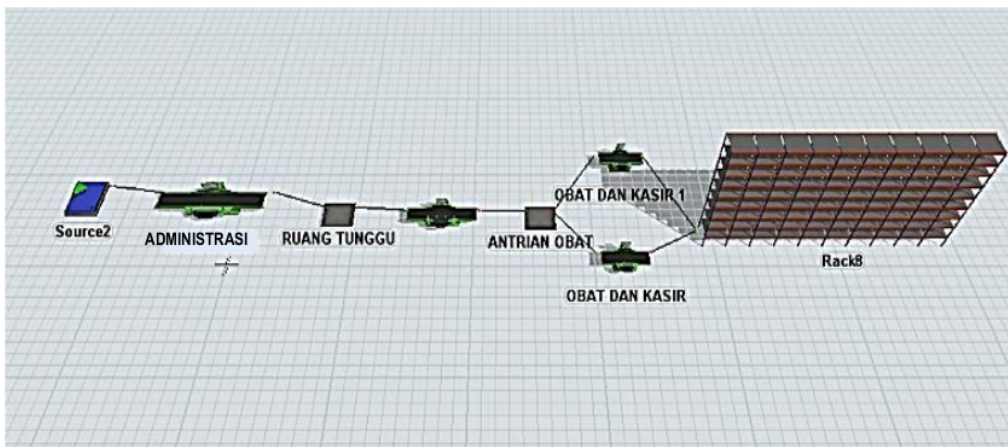 Source2
ADMINISTRASI
RUANG TUNGGU
ANTRIAN OBAT
OBAT DAN KASIR 1
OBAT DAN KASIR
Rack8